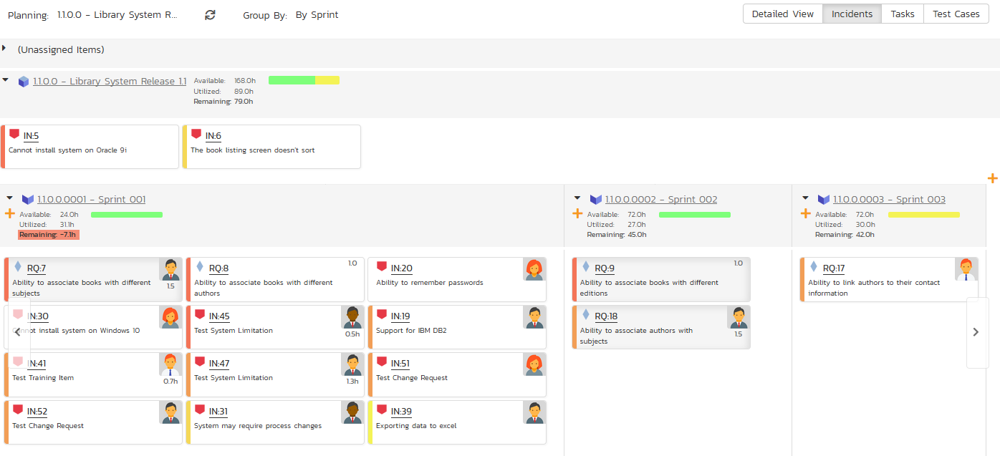 Planning: 1.1.0.0 - Library System R...
Group By: By Sprint
Detailed View
Incidents
Tasks
Test Cases
(Unassigned Items)
1.1.0.0 - Library System Release 1.1
Available: 168.0h
Utilized: 89.0h
Remaining: 79.0h
IN:5
Cannot install system on Oracle 9i
IN:6
The book listing screen doesn't sort
1.1.0.0.0001 - Sprint 001
Available: 24.0h
Utilized: 31.1h
Remaining: -7.1h
1.1.0.0.0002 - Sprint 002
Available: 72.0h
Utilized: 27.0h
Remaining: 45.0h
1.1.0.0.0003 - Sprint 003
Available: 72.0h
Utilized: 30.0h
Remaining: 42.0h
RQ:7
Ability to associate books with different
subjects
1.5
RQ:8
1.0
Ability to associate books with different
authors
IN:20
Ability to remember passwords
IN:30
Cannot install system on Windows 10
IN:45
Test System Limitation
0.5h
IN:19
Support for IBM DB2
IN:41
Test Training Item
0.7h
IN:47
Test System Limitation
1.3h
IN:51
Test Change Request
IN:52
Test Change Request
IN:31
System may require process changes
IN:39
Exporting data to excel
RQ:9
1.0
Ability to associate books with different
editions
RQ:18
Ability to associate authors with
subjects
1.5
RQ:17
Ability to link authors to their contact
information